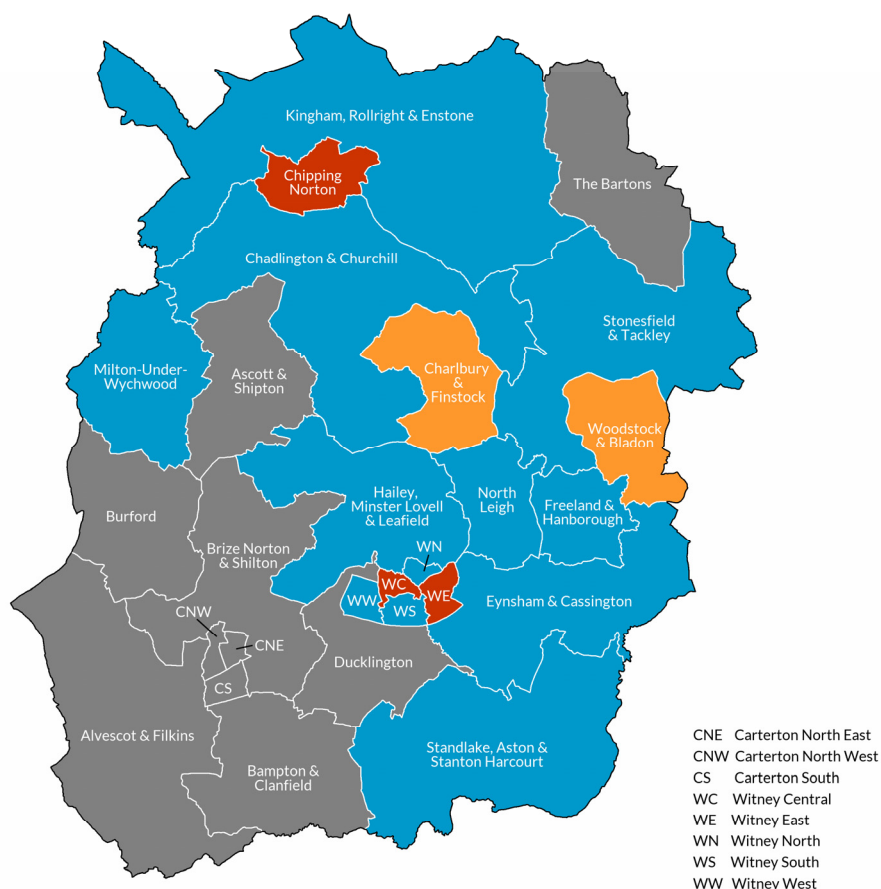 Kingham, Rollright & Enstone
Chipping
Norton
The Bartons
Chadlington & Churchill
Stonesfield
& Tackley
Milton-Under-
Wychwood
Ascott &
Shipton
Charlbury
&
Finstock
Woodstock
& Bladon
Burford
Hailey,
Minster Lovell
& Leafield
North
Leigh
Freeland &
Hanborough
Brize Norton
& Shilton
WN
WC
WE
WW
WS
Eynsham & Cassington
CNW
CNE
CS
Ducklington
Alvescot & Filkins
Bampton &
Clanfield
Standlake, Aston &
Stanton Harcourt
CNE Carterton North East
CNW Carterton North West
CS Carterton South
WC Witney Central
WE Witney East
WN Witney North
WS Witney South
WW Witney West